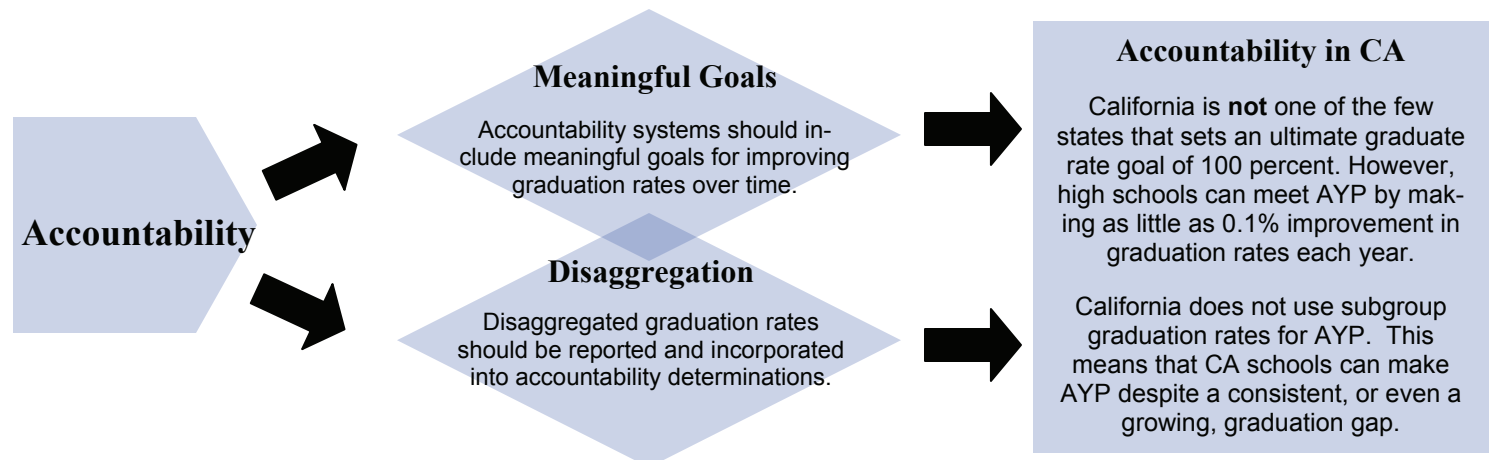 Accountability
Meaningful Goals
Accountability systems should in-
clude meaningful goals for improving
graduation rates over time.
Disaggregation
Disaggregated graduation rates
should be reported and incorporated
into accountability determinations.
Accountability in CA
California is not one of the few
states that sets an ultimate graduate
rate goal of 100 percent. However,
high schools can meet AYP by mak-
ing as little as 0.1% improvement in
graduation rates each year.
California does not use subgroup
graduation rates for AYP. This
means that CA schools can make
AYP despite a consistent, or even a
growing, graduation gap.